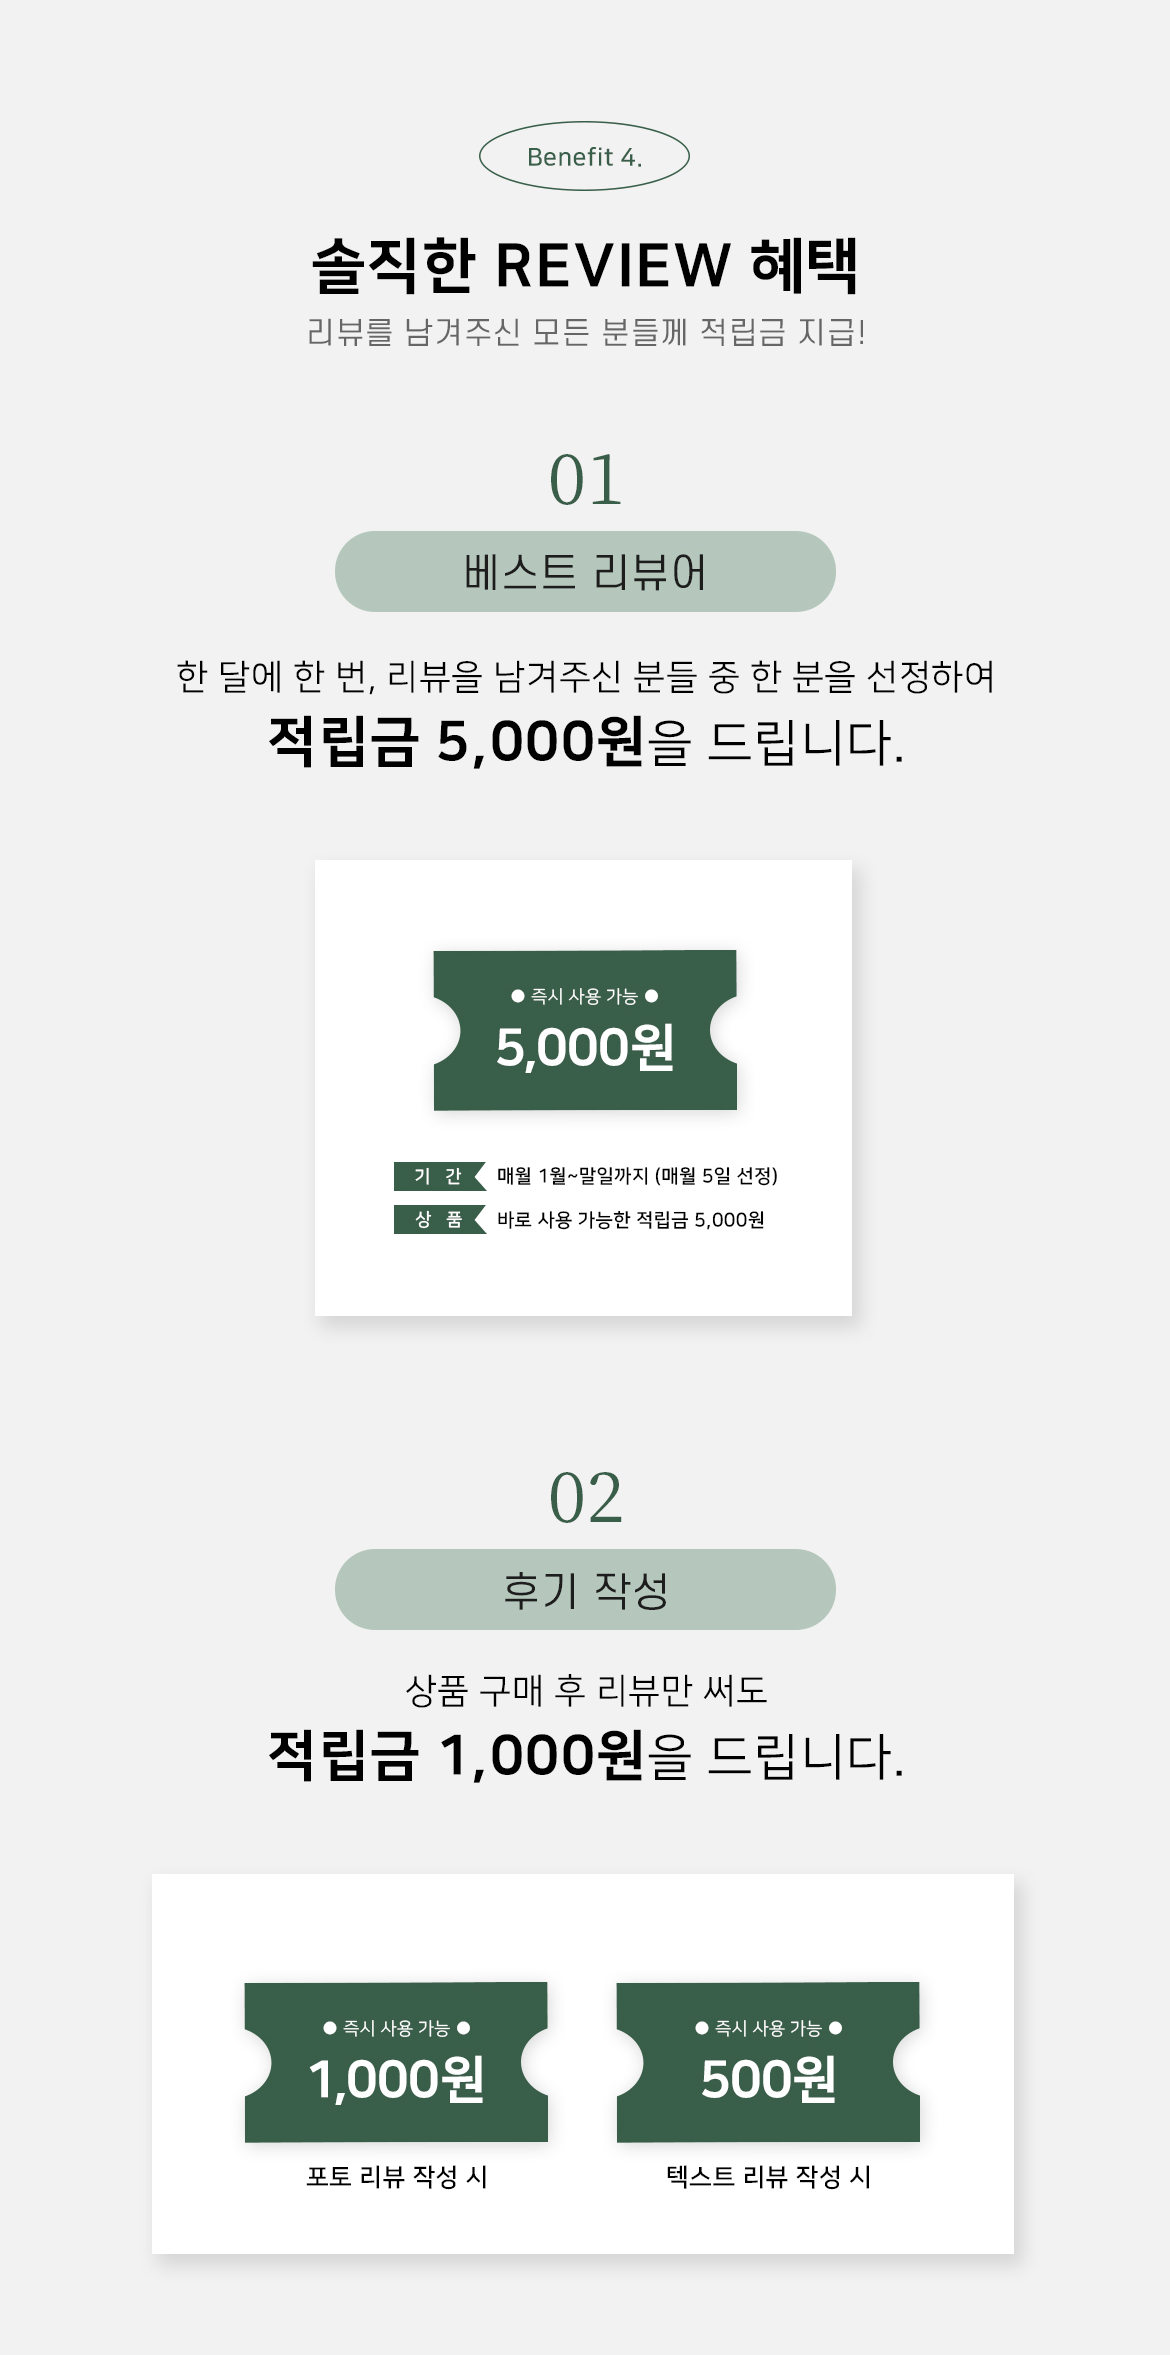 Benefit 4.
솔직한 REVIEW 혜택
리뷰를 남겨주신 모든 분들께 적립금 지급!
01
베스트 리뷰어
한 달에 한 번, 리뷰을 남겨주신 분들 중 한 분을 선정하여
적립금 5,000원을 드립니다.
● 즉시 사용 가능 ●
5,000원
기 간 매월 1월~말일까지 (매월 5일 선정)
상 품 바로 사용 가능한 적립금 5,000원
02
후기 작성
상품 구매 후 리뷰만 써도
적립금 1,000원을 드립니다.
● 즉시 사용 가능 ●
1,000원
포토 리뷰 작성 시
● 즉시 사용 가능 ●
500원
텍스트 리뷰 작성 시